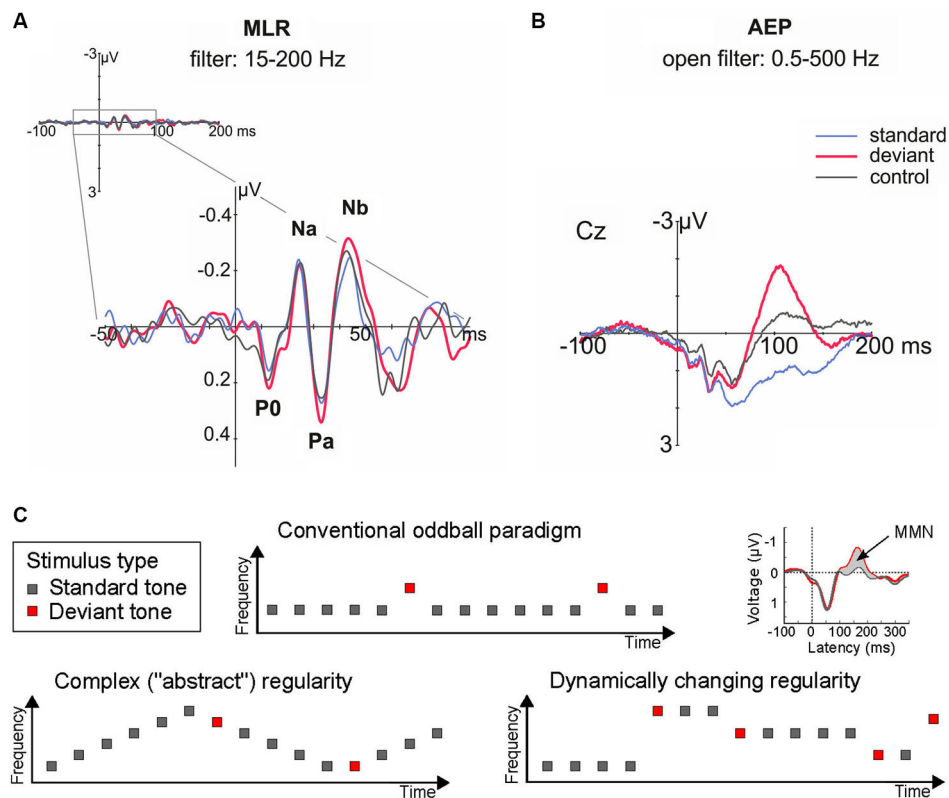 A
MLR
filter: 15-200 Hz
-3
µV
-100
100
200 ms
3
µV
-0.4
-0.2
0.2
0.4
Na
Nb
-50
50
ms
P0
Pa
B
AEP
open filter: 0.5-500 Hz
standard
deviant
control
Cz
-3
µV
-100
100
200 ms
3
C
Stimulus type
Standard tone
Deviant tone
Conventional oddball paradigm
Frequency
Time
MMN
Voltage (µV)
-1
0
1
-100 0 100 200 300
Latency (ms)
Complex ("abstract") regularity
Frequency
Time
Dynamically changing regularity
Frequency
Time